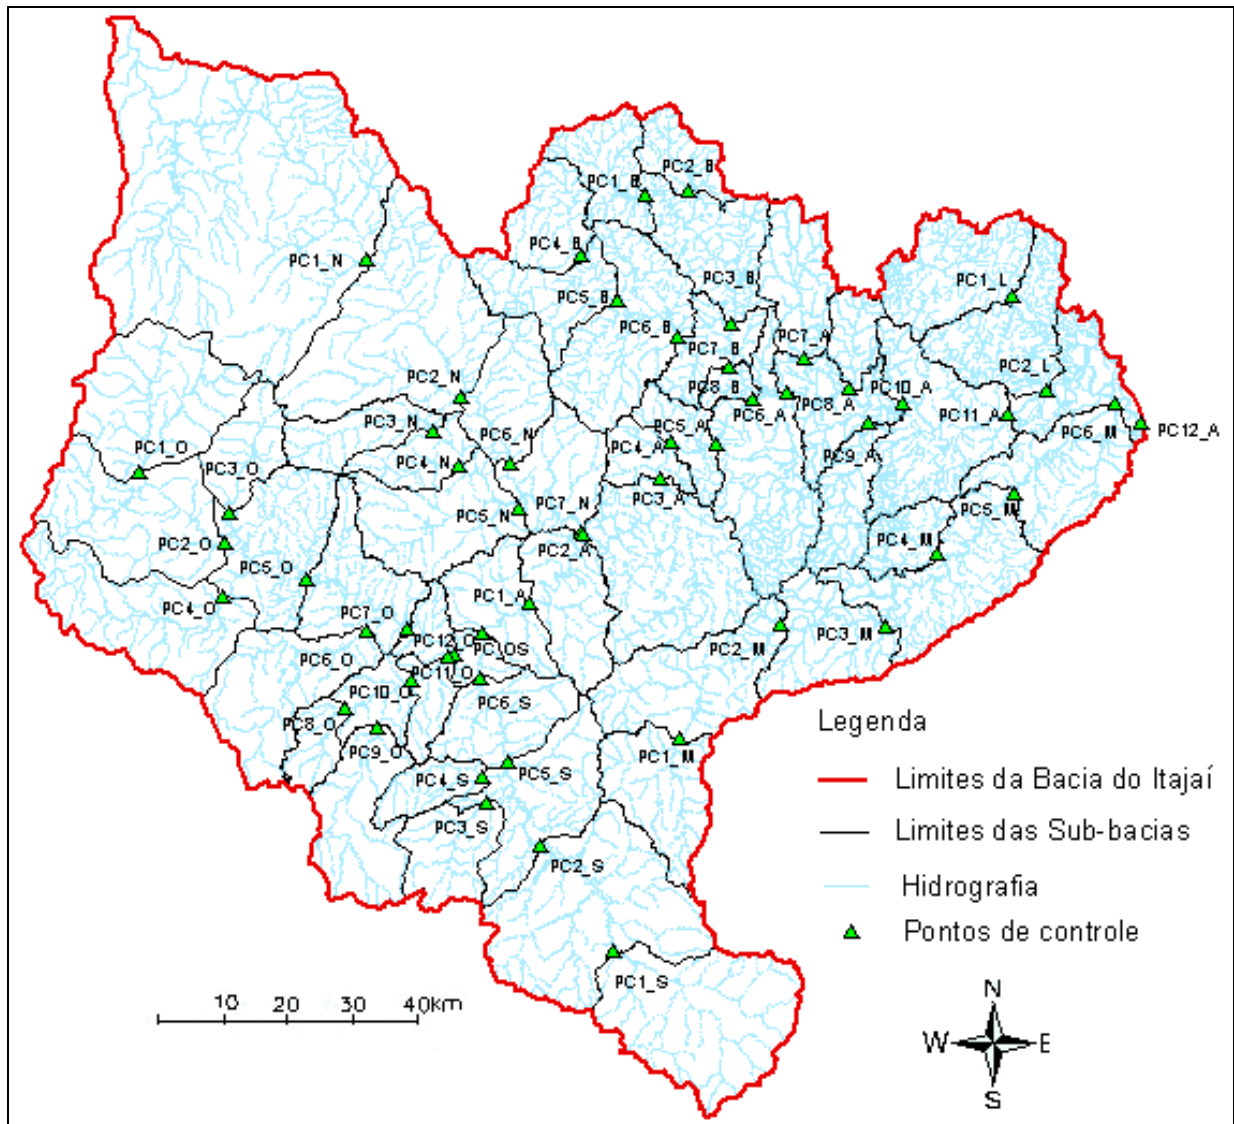 PC2_B
PC1_B
PC4_B
PC1_N
PC3_B
PC1_L
PC5_B
PC6_B
PC7_A
PC7_B
PC2_N
PC8_B
PC2_L
PC10_A
PC8_A
PC6_A
PC3_N
PC11_A
PC5_A
PC6_M
PC12_A
PC6_N
PC1_O
PC4_A
PC4_N
PC9_A
PC3_O
PC3_A
PC7_N
PC5_M
PC5_N
PC2_O
PC2_A
PC4_M
PC5_O
PC4_O
PC1_A
PC7_O
PC3_M
PC12_O
PC2_M
PC_OS
PC6_O
PC11_O
PC10_O
PC6_S
PC8_O
PC9_O
PC1_M
PC5_S
PC4_S
PC3_S
PC2_S
PC1_S
Legenda
Limites da Bacia do Itajaí
Limites das Sub-bacias
Hidrografia
Pontos de controle
10 20 30 40km
N
W E
S